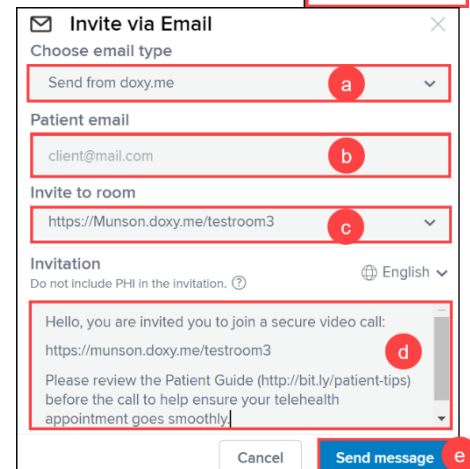 Invite via Email
Choose email type
Send from doxy.me
a
Patient email
client@mail.com
b
Invite to room
https://Munson.doxy.me/testroom3
c
Invitation
Do not include PHI in the invitation. ?
English
Hello, you are invited you to join a secure video call:
https://munson.doxy.me/testroom3
d
Please review the Patient Guide (http://bit.ly/patient-tips)
before the call to help ensure your telehealth
appointment goes smoothly.
Cancel
Send message
e